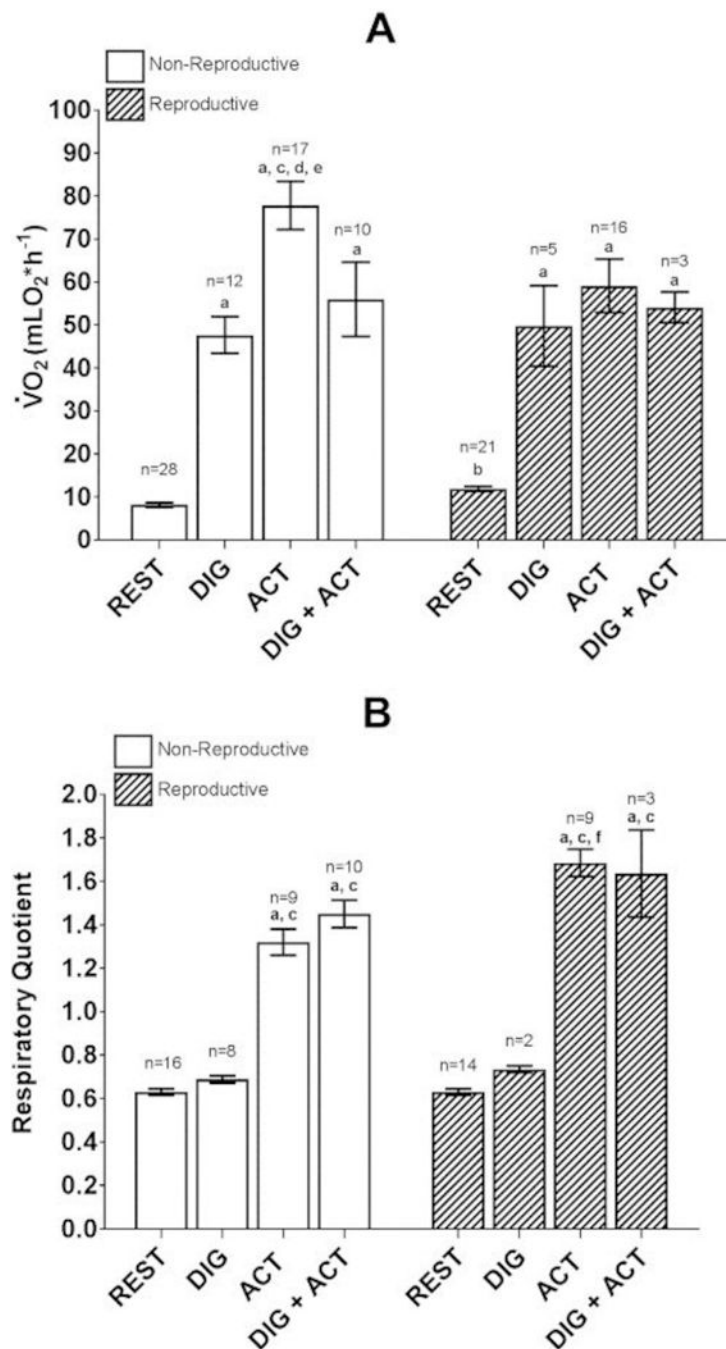 A
Non-Reproductive
Reproductive
V̇O₂ (mLO₂*h⁻¹)
100
90
80
70
60
50
40
30
20
10
0
n=28
n=12
a
n=17
a, c, d, e
n=10
a
n=21
b
n=5
a
n=16
a
n=3
a
REST
DIG
ACT
DIG + ACT
REST
DIG
ACT
DIG + ACT
B
Non-Reproductive
Reproductive
Respiratory Quotient
2.0
1.8
1.6
1.4
1.2
1.0
0.8
0.6
0.4
0.2
0.0
n=16
n=8
n=9
a, c
n=10
a, c
n=14
n=2
n=9
a, c, f
n=3
a, c
REST
DIG
ACT
DIG + ACT
REST
DIG
ACT
DIG + ACT